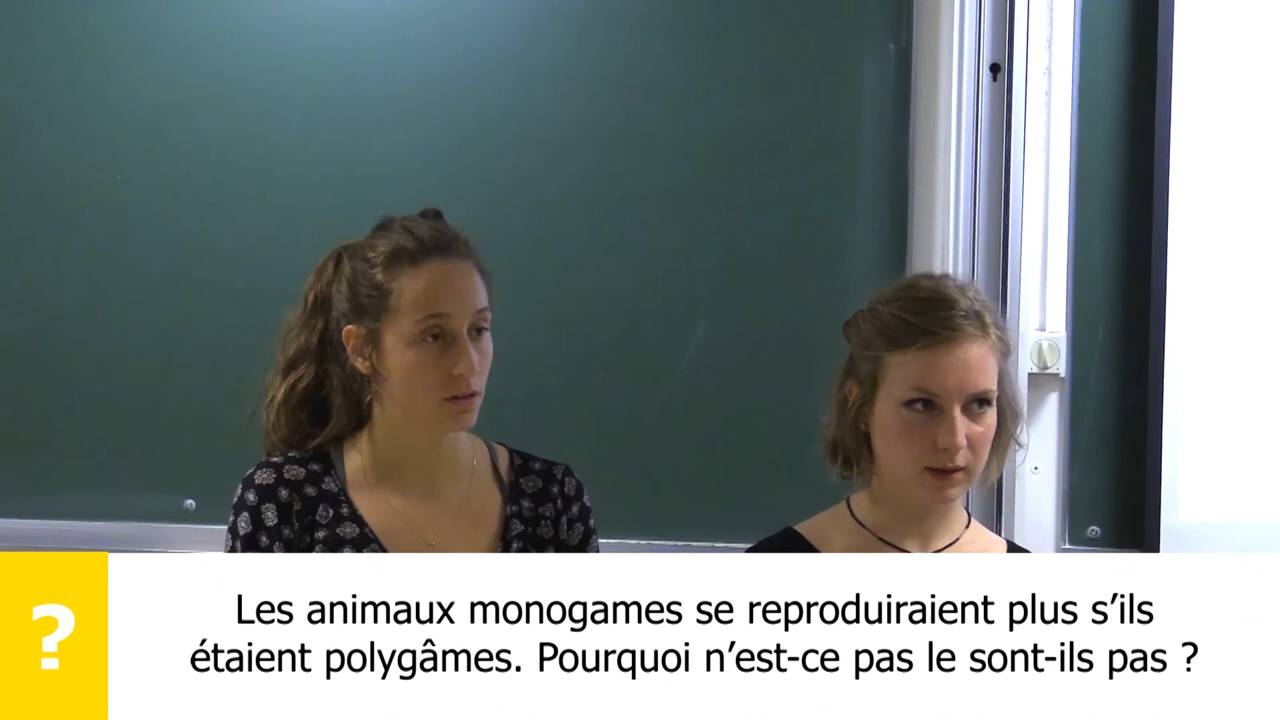 ?
Les animaux monogames se reproduiraient plus s’ils
étaient polygâmes. Pourquoi n’est-ce pas le sont-ils pas ?